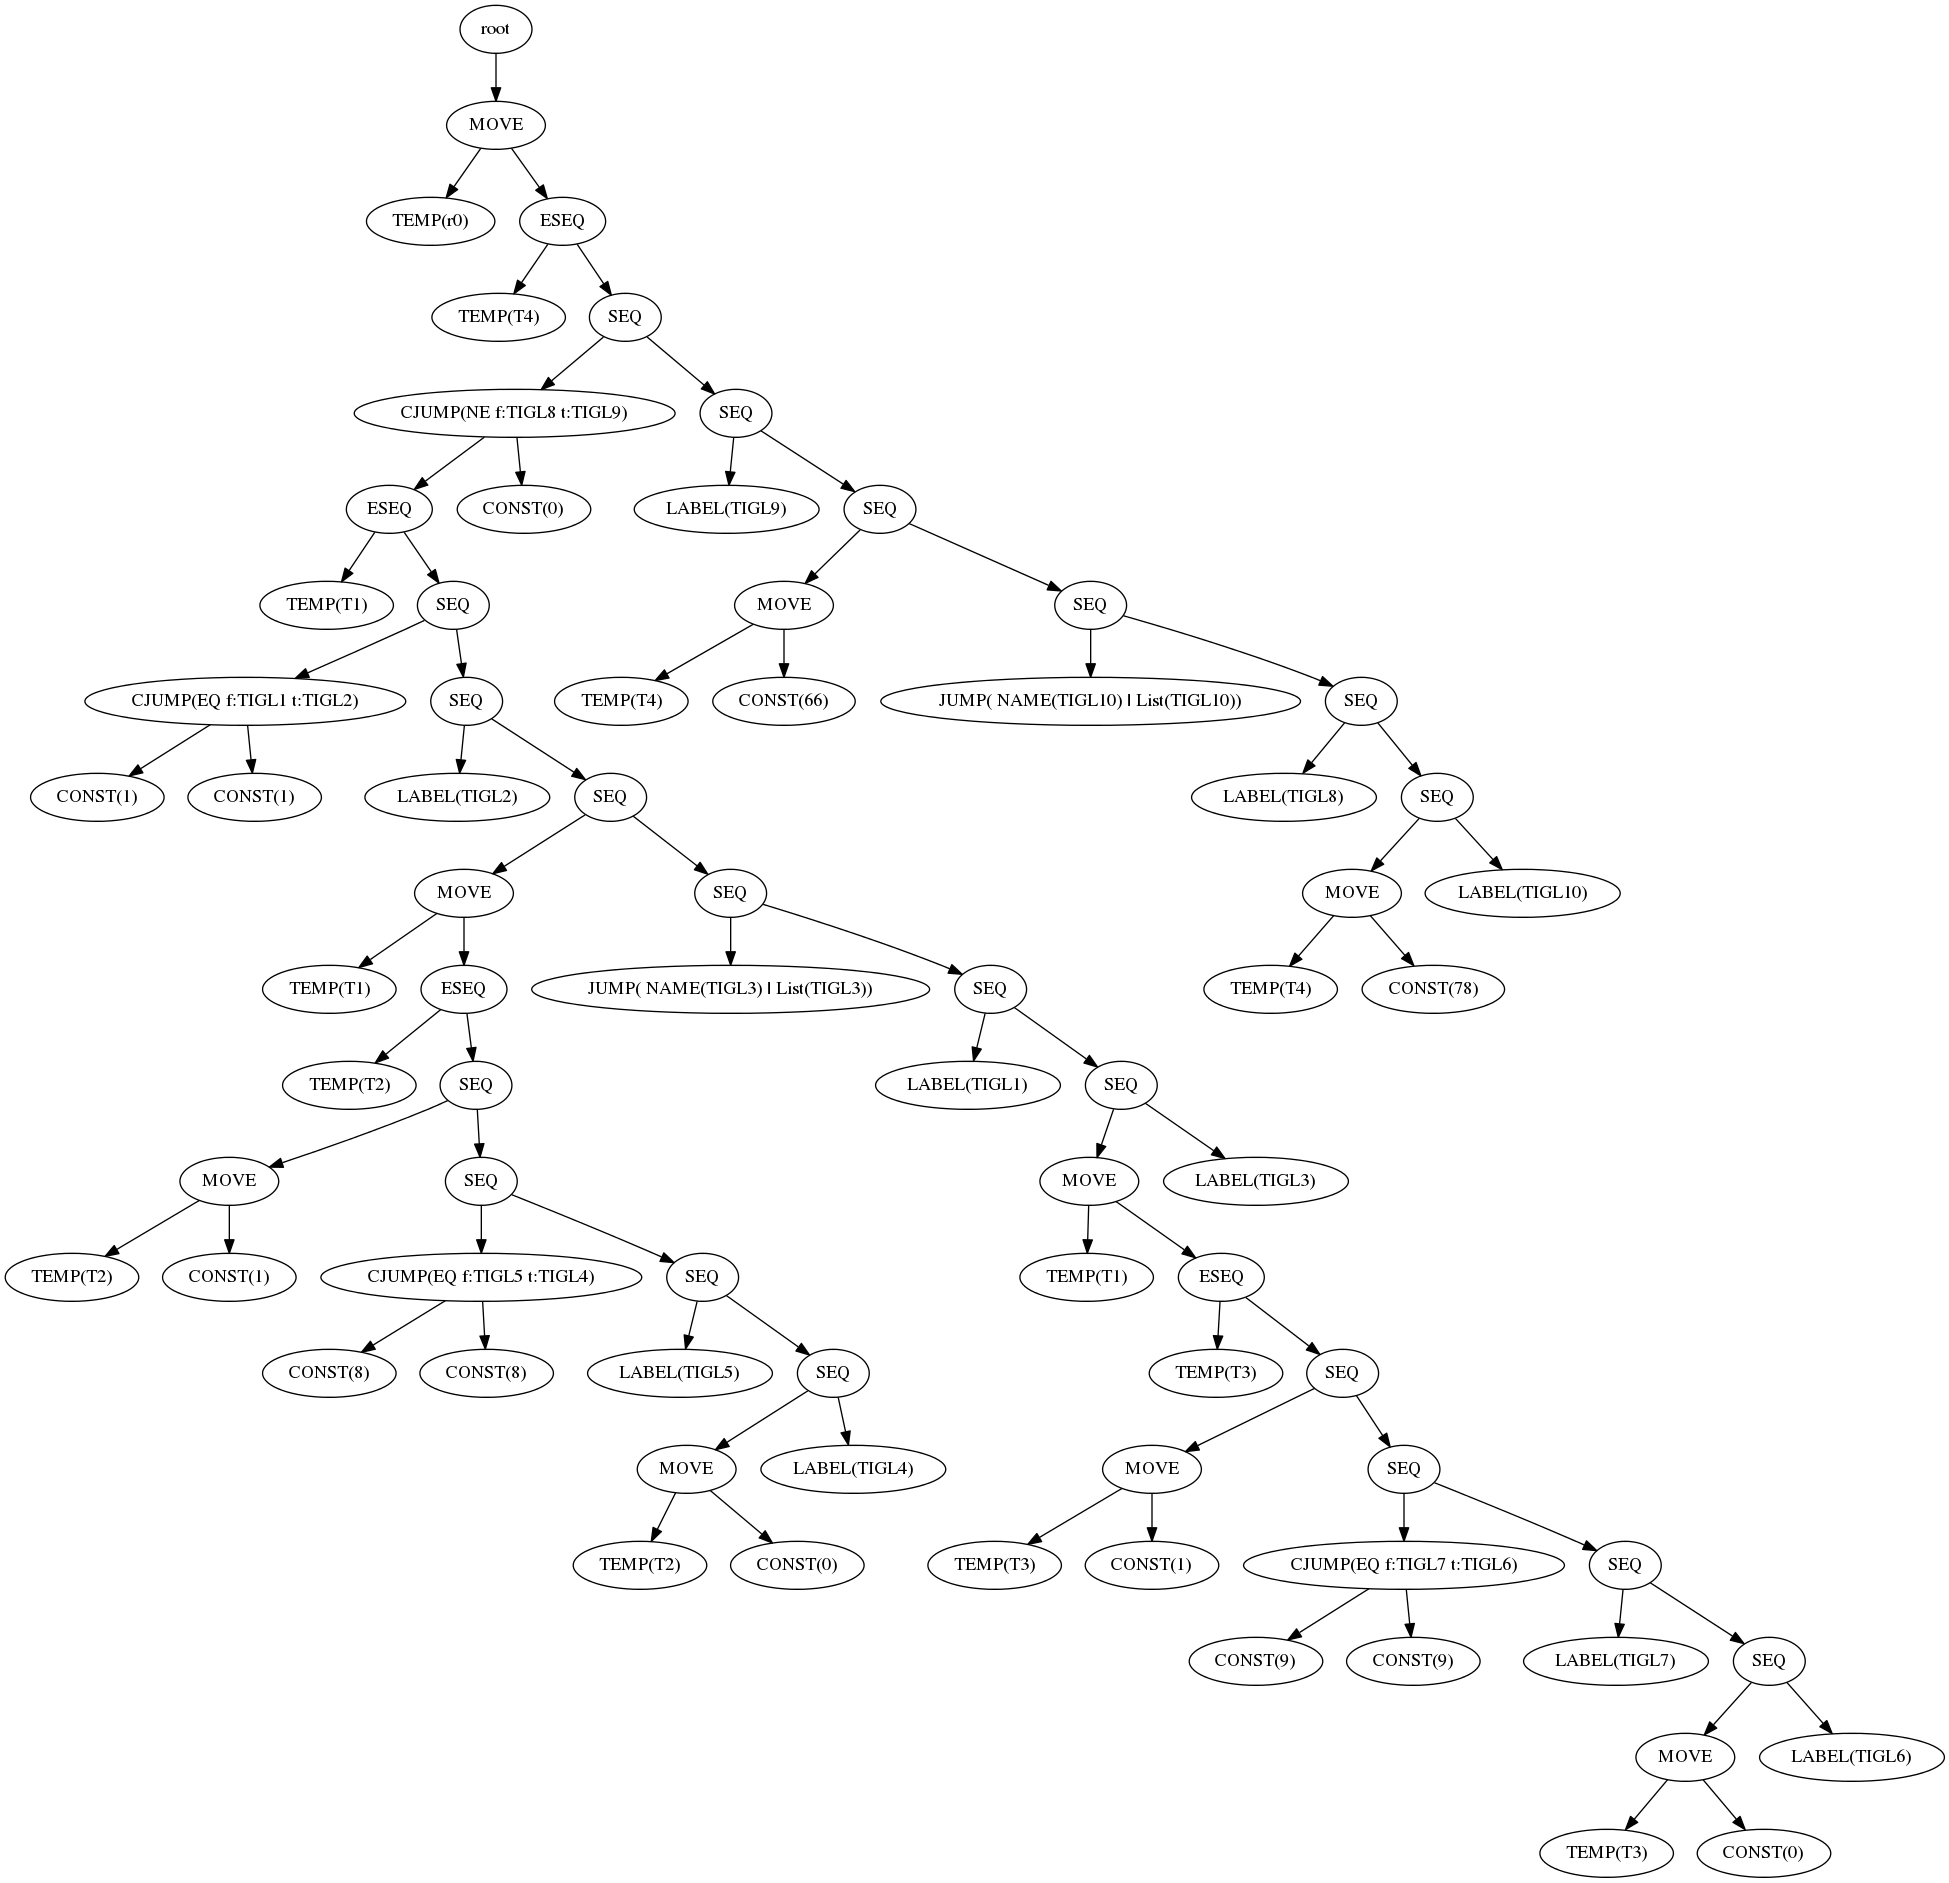 root
MOVE
TEMP(r0)
ESEQ
TEMP(T4)
SEQ
CJUMP(NE f:TIGL8 t:TIGL9)
SEQ
ESEQ
CONST(0)
LABEL(TIGL9)
SEQ
TEMP(T1)
SEQ
MOVE
SEQ
CJUMP(EQ f:TIGL1 t:TIGL2)
SEQ
TEMP(T4)
CONST(66)
JUMP( NAME(TIGL10) | List(TIGL10))
SEQ
CONST(1)
CONST(1)
LABEL(TIGL2)
SEQ
LABEL(TIGL8)
SEQ
MOVE
SEQ
MOVE
LABEL(TIGL10)
TEMP(T1)
ESEQ
JUMP( NAME(TIGL3) | List(TIGL3))
SEQ
TEMP(T4)
CONST(78)
TEMP(T2)
SEQ
LABEL(TIGL1)
SEQ
MOVE
SEQ
MOVE
LABEL(TIGL3)
TEMP(T2)
CONST(1)
CJUMP(EQ f:TIGL5 t:TIGL4)
SEQ
TEMP(T1)
ESEQ
CONST(8)
CONST(8)
LABEL(TIGL5)
SEQ
TEMP(T3)
SEQ
MOVE
LABEL(TIGL4)
MOVE
SEQ
TEMP(T2)
CONST(0)
TEMP(T3)
CONST(1)
CJUMP(EQ f:TIGL7 t:TIGL6)
SEQ
CONST(9)
CONST(9)
LABEL(TIGL7)
SEQ
MOVE
LABEL(TIGL6)
TEMP(T3)
CONST(0)